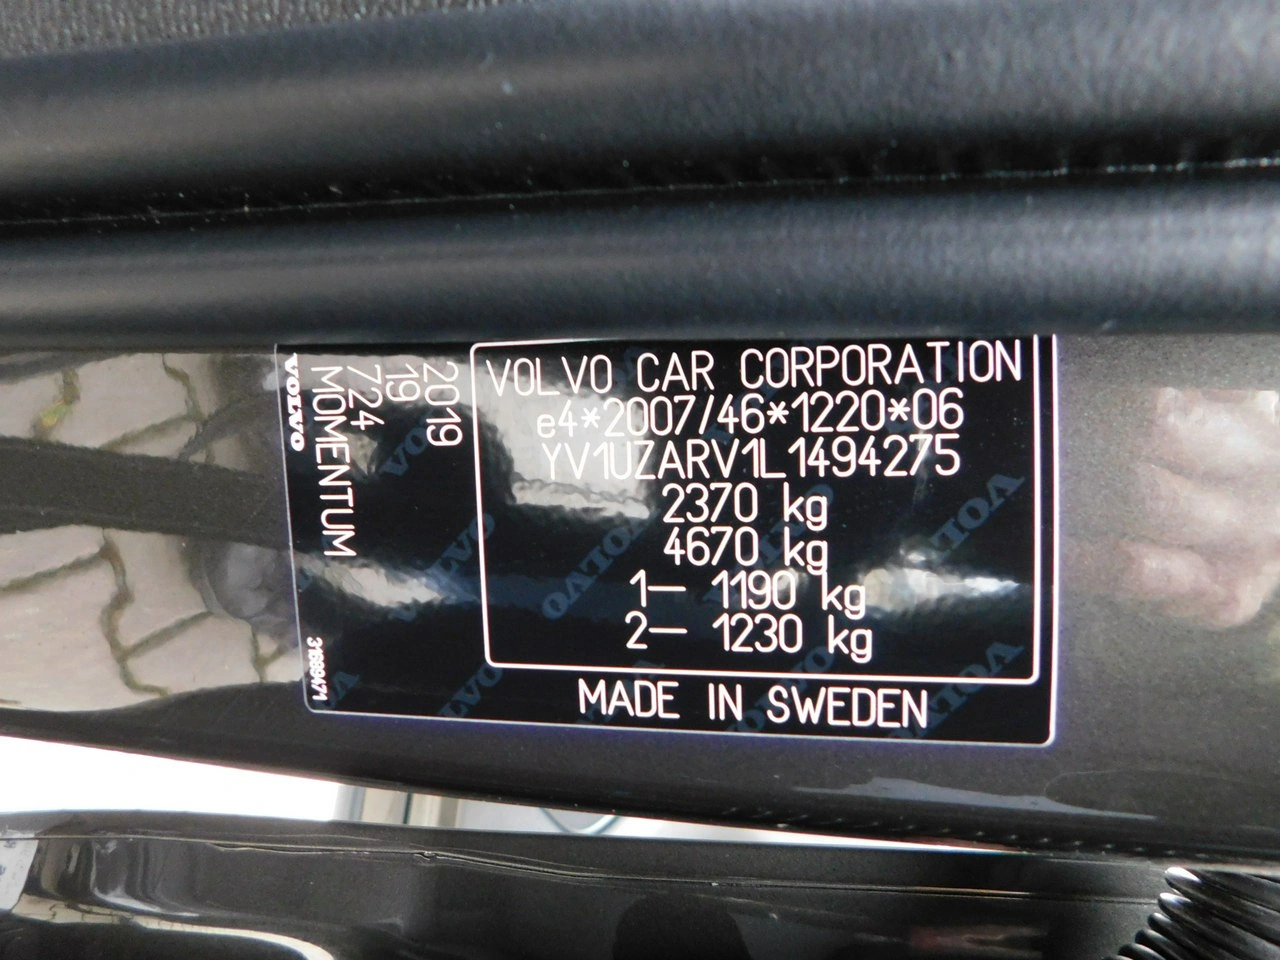 VOLVO CAR CORPORATION
e4*2007/46*1220*06
YV1UZARV1L1494275
2370 kg
4670 kg
1— 1190 kg
2— 1230 kg
MADE IN SWEDEN
2019
19
724
MOMENTUM
VOLVO
31699471